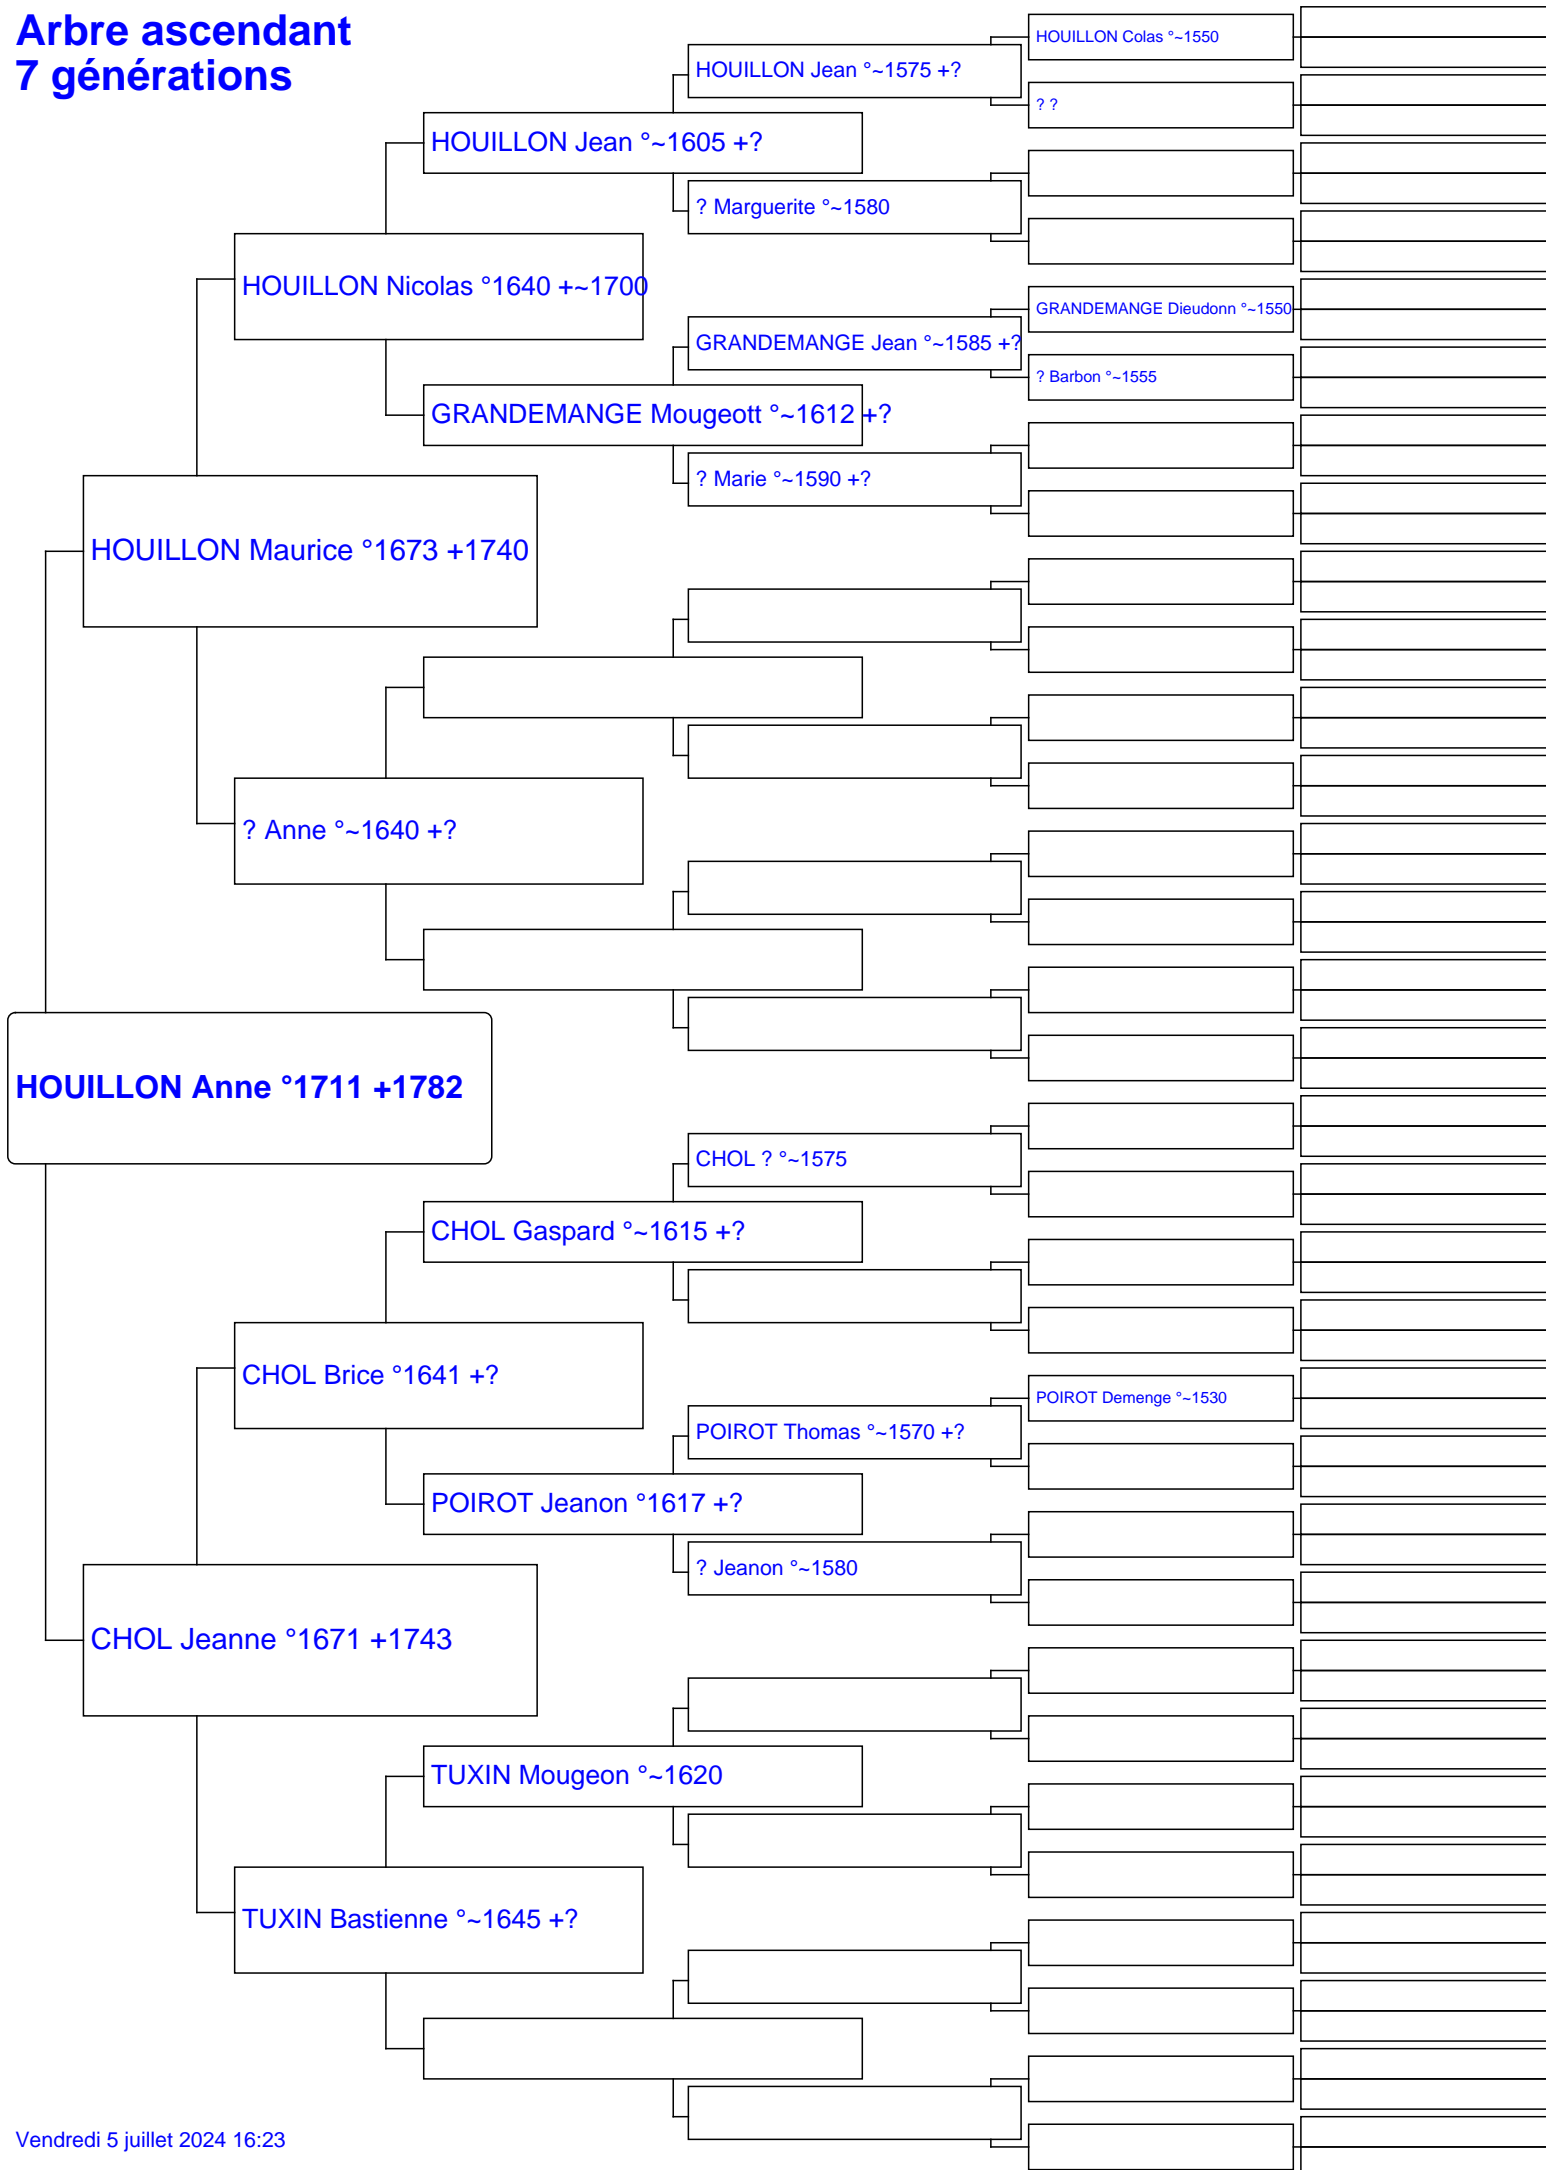 Arbre ascendant
7 générations
HOUILLON Colas °~1550
HOUILLON Jean °~1575 +?
? ?
HOUILLON Jean °~1605 +?
? Marguerite °~1580
HOUILLON Nicolas °1640 +~1700
GRANDEMANGE Dieudonn °~1550
GRANDEMANGE Jean °~1585 +?
? Barbon °~1555
GRANDEMANGE Mougeott °~1612 +?
? Marie °~1590 +?
HOUILLON Maurice °1673 +1740
? Anne °~1640 +?
HOUILLON Anne °1711 +1782
CHOL ? °~1575
CHOL Gaspard °~1615 +?
CHOL Brice °1641 +?
POIROT Demenge °~1530
POIROT Thomas °~1570 +?
POIROT Jeanon °1617 +?
? Jeanon °~1580
CHOL Jeanne °1671 +1743
TUXIN Mougeon °~1620
TUXIN Bastienne °~1645 +?
Vendredi 5 juillet 2024 16:23